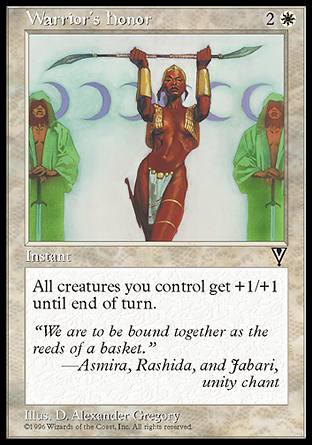 Warrior's Honor 2
Instant
All creatures you control get +1/+1
until end of turn.
"We are to be bound together as the
reeds of a basket."
—Asmira, Rashida, and Jabari,
unity chant
Illus. D. Alexander Gregory
©1996 Wizards of the Coast, Inc. All rights reserved.